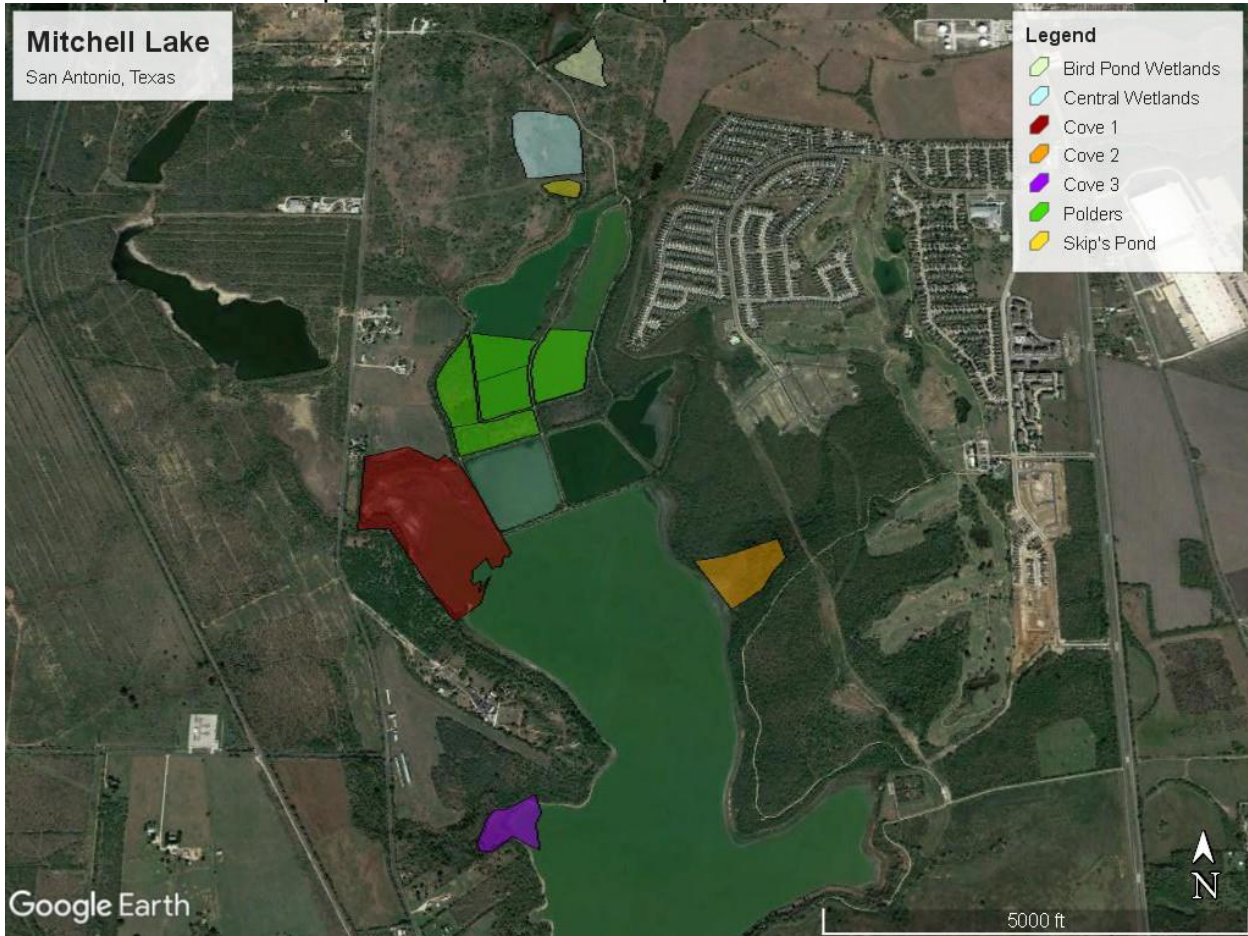 Mitchell Lake
San Antonio, Texas
Legend
Bird Pond Wetlands
Central Wetlands
Cove 1
Cove 2
Cove 3
Polders
Skip's Pond
N
Google Earth
5000 ft